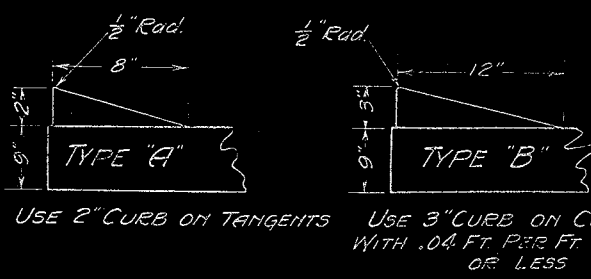 1/2" Rad.
8"
2"
9"
TYPE "A"
USE 2" CURB ON TANGENTS
1/2" Rad.
12"
3"
9"
TYPE "B"
USE 3" CURB ON
WITH .04 FT. PER FT.
OR LESS